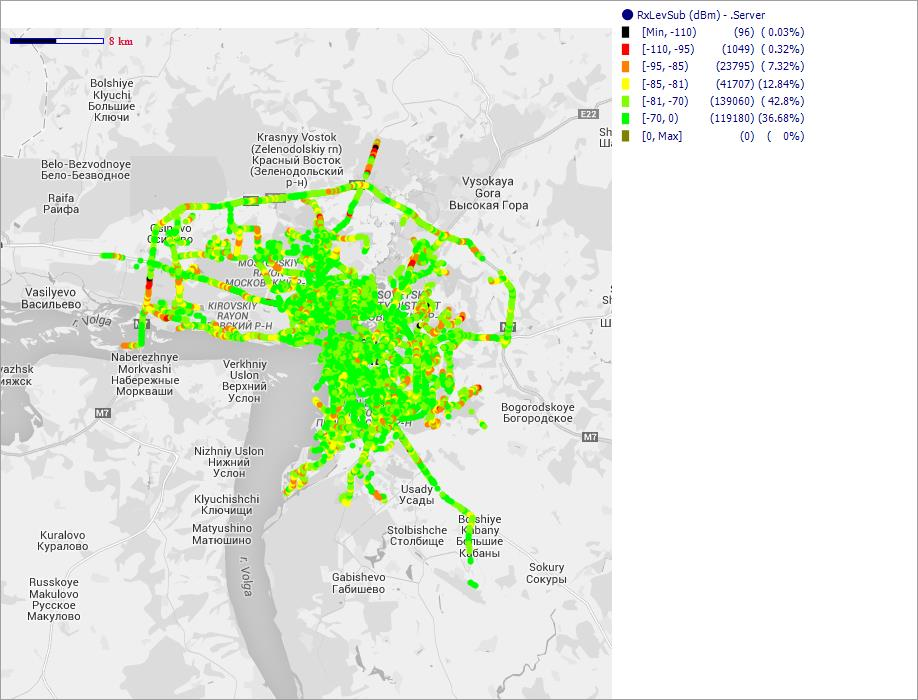 RxLevSub (dBm) - .Server
[Min, -110) (96) ( 0.03%)
[-110, -95) (1049) ( 0.32%)
[-95, -85) (23795) ( 7.32%)
[-85, -81) (41707) (12.84%)
[-81, -70) (139060) ( 42.8%)
[-70, 0) (119180) (36.68%)
[0, Max] (0) ( 0%)
8 km
Bolshiye
Klyuchi
Большие
Ключи
E22
Krasnyy Vostok
(Zelenodolskiy rn)
Красный Восток
(Зеленодольский
р-н)
Sh
Belo-Bezvodnoye
Бело-Безводное
Vysokaya
Gora
Высокая Гора
Raifa
Раифа
Vasilyevo
Васильево
г. Volga
KIROVSKIY
RAYON
Naberezhnye
Morkvashi
Набережные
Моркваши
Verkhniy
Uslon
Верхний
Услон
M7
Bogorodskoye
Богородское
M7
Nizhniy Uslon
Нижний
Услон
Klyuchishchi
Ключищи
Usady
Усады
Matyushino
Матюшино
Stolbishche
Столбище
Bolshiye
Kabany
Большие
Кабаны
Kuralovo
Куралово
г. Volga
Gabishevo
Габишево
Sokury
Сокуры
Russkoye
Makulovo
Русское
Макулово